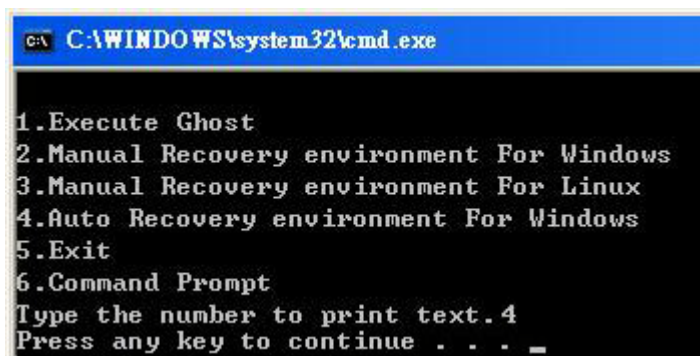 C:\WINDOWS\system32\cmd.exe
1.Execute Ghost
2.Manual Recovery environment For Windows
3.Manual Recovery environment For Linux
4.Auto Recovery environment For Windows
5.Exit
6.Command Prompt
Type the number to print text.4
Press any key to continue . . . _